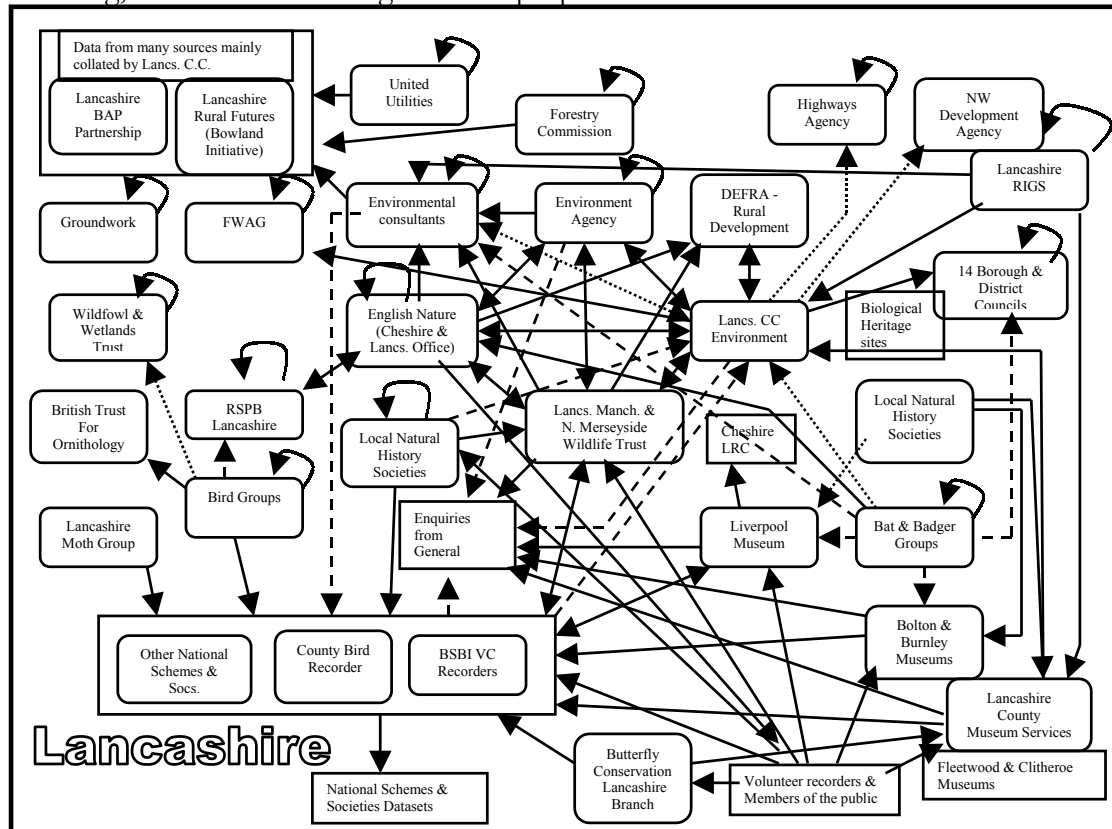 Data from many sources mainly
collated by Lancs. C.C.
Lancashire
BAP
Partnership
Lancashire
Rural Futures
(Bowland
Initiative)
United
Utilities
Forestry
Commission
Highways
Agency
NW
Development
Agency
Lancashire
RIGS
Groundwork
FWAG
Environmental
consultants
Environment
Agency
DEFRA -
Rural
Development
14 Borough &
District
Councils
Wildfowl &
Wetlands
Trust
English Nature
(Cheshire &
Lancs. Office)
Lancs. CC
Environment
Biological
Heritage
sites
British Trust
For
Ornithology
RSPB
Lancashire
Local Natural
History
Societies
Lancs. Manch. &
N. Merseyside
Wildlife Trust
Cheshire
LRC
Local Natural
History
Societies
Bird Groups
Lancashire
Moth Group
Enquiries
from
General
Liverpool
Museum
Bat & Badger
Groups
Other National
Schemes &
Socs.
County Bird
Recorder
BSBI VC
Recorders
Bolton &
Burnley
Museums
Lancashire
County
Museum Services
Lancashire
National Schemes &
Societies Datasets
Butterfly
Conservation
Lancashire
Branch
Volunteer recorders &
Members of the public
Fleetwood & Clitheroe
Museums